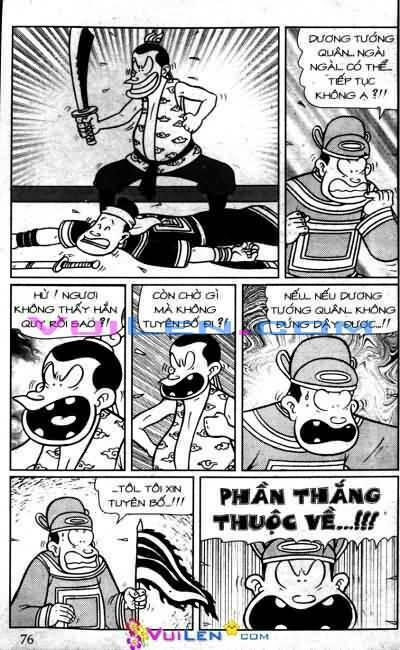 DƯƠNG TƯỚNG
QUÂN... NGÀI
NGÀI.. CÓ THỂ..
TIẾP TỤC
KHÔNG Ạ ?!!
HỪ ! NGƯƠI
KHÔNG THẤY HẮN
QUỴ RỒI SAO ?!
CÒN CHỜ GÌ
MÀ KHÔNG
TUYÊN BỐ ĐI ?!
NẾU.. NẾU DƯƠNG
TƯỚNG QUÂN.. KHÔNG
ĐỨNG DẬY ĐƯỢC...!!
VUILEN.COM
...TÔI.. TÔI XIN
TUYÊN BỐ...!!!
PHẦN THẮNG
THUỘC VỀ...!!!
76
VUILEN.COM